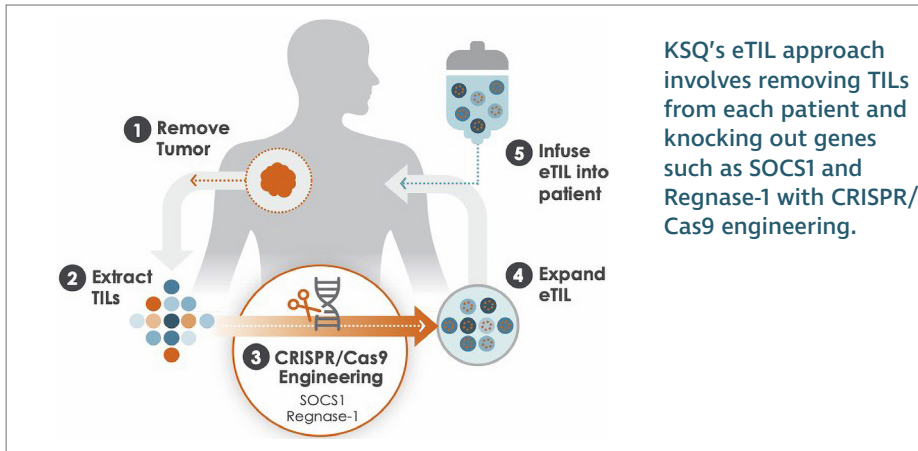 1 Remove
Tumor
2 Extract
TILs
3 CRISPR/Cas9
Engineering
SOCS1
Regnase-1
4 Expand
eTIL
5 Infuse
eTIL into
patient
KSQ’s eTIL approach
involves removing TILs
from each patient and
knocking out genes
such as SOCS1 and
Regnase-1 with CRISPR/
Cas9 engineering.